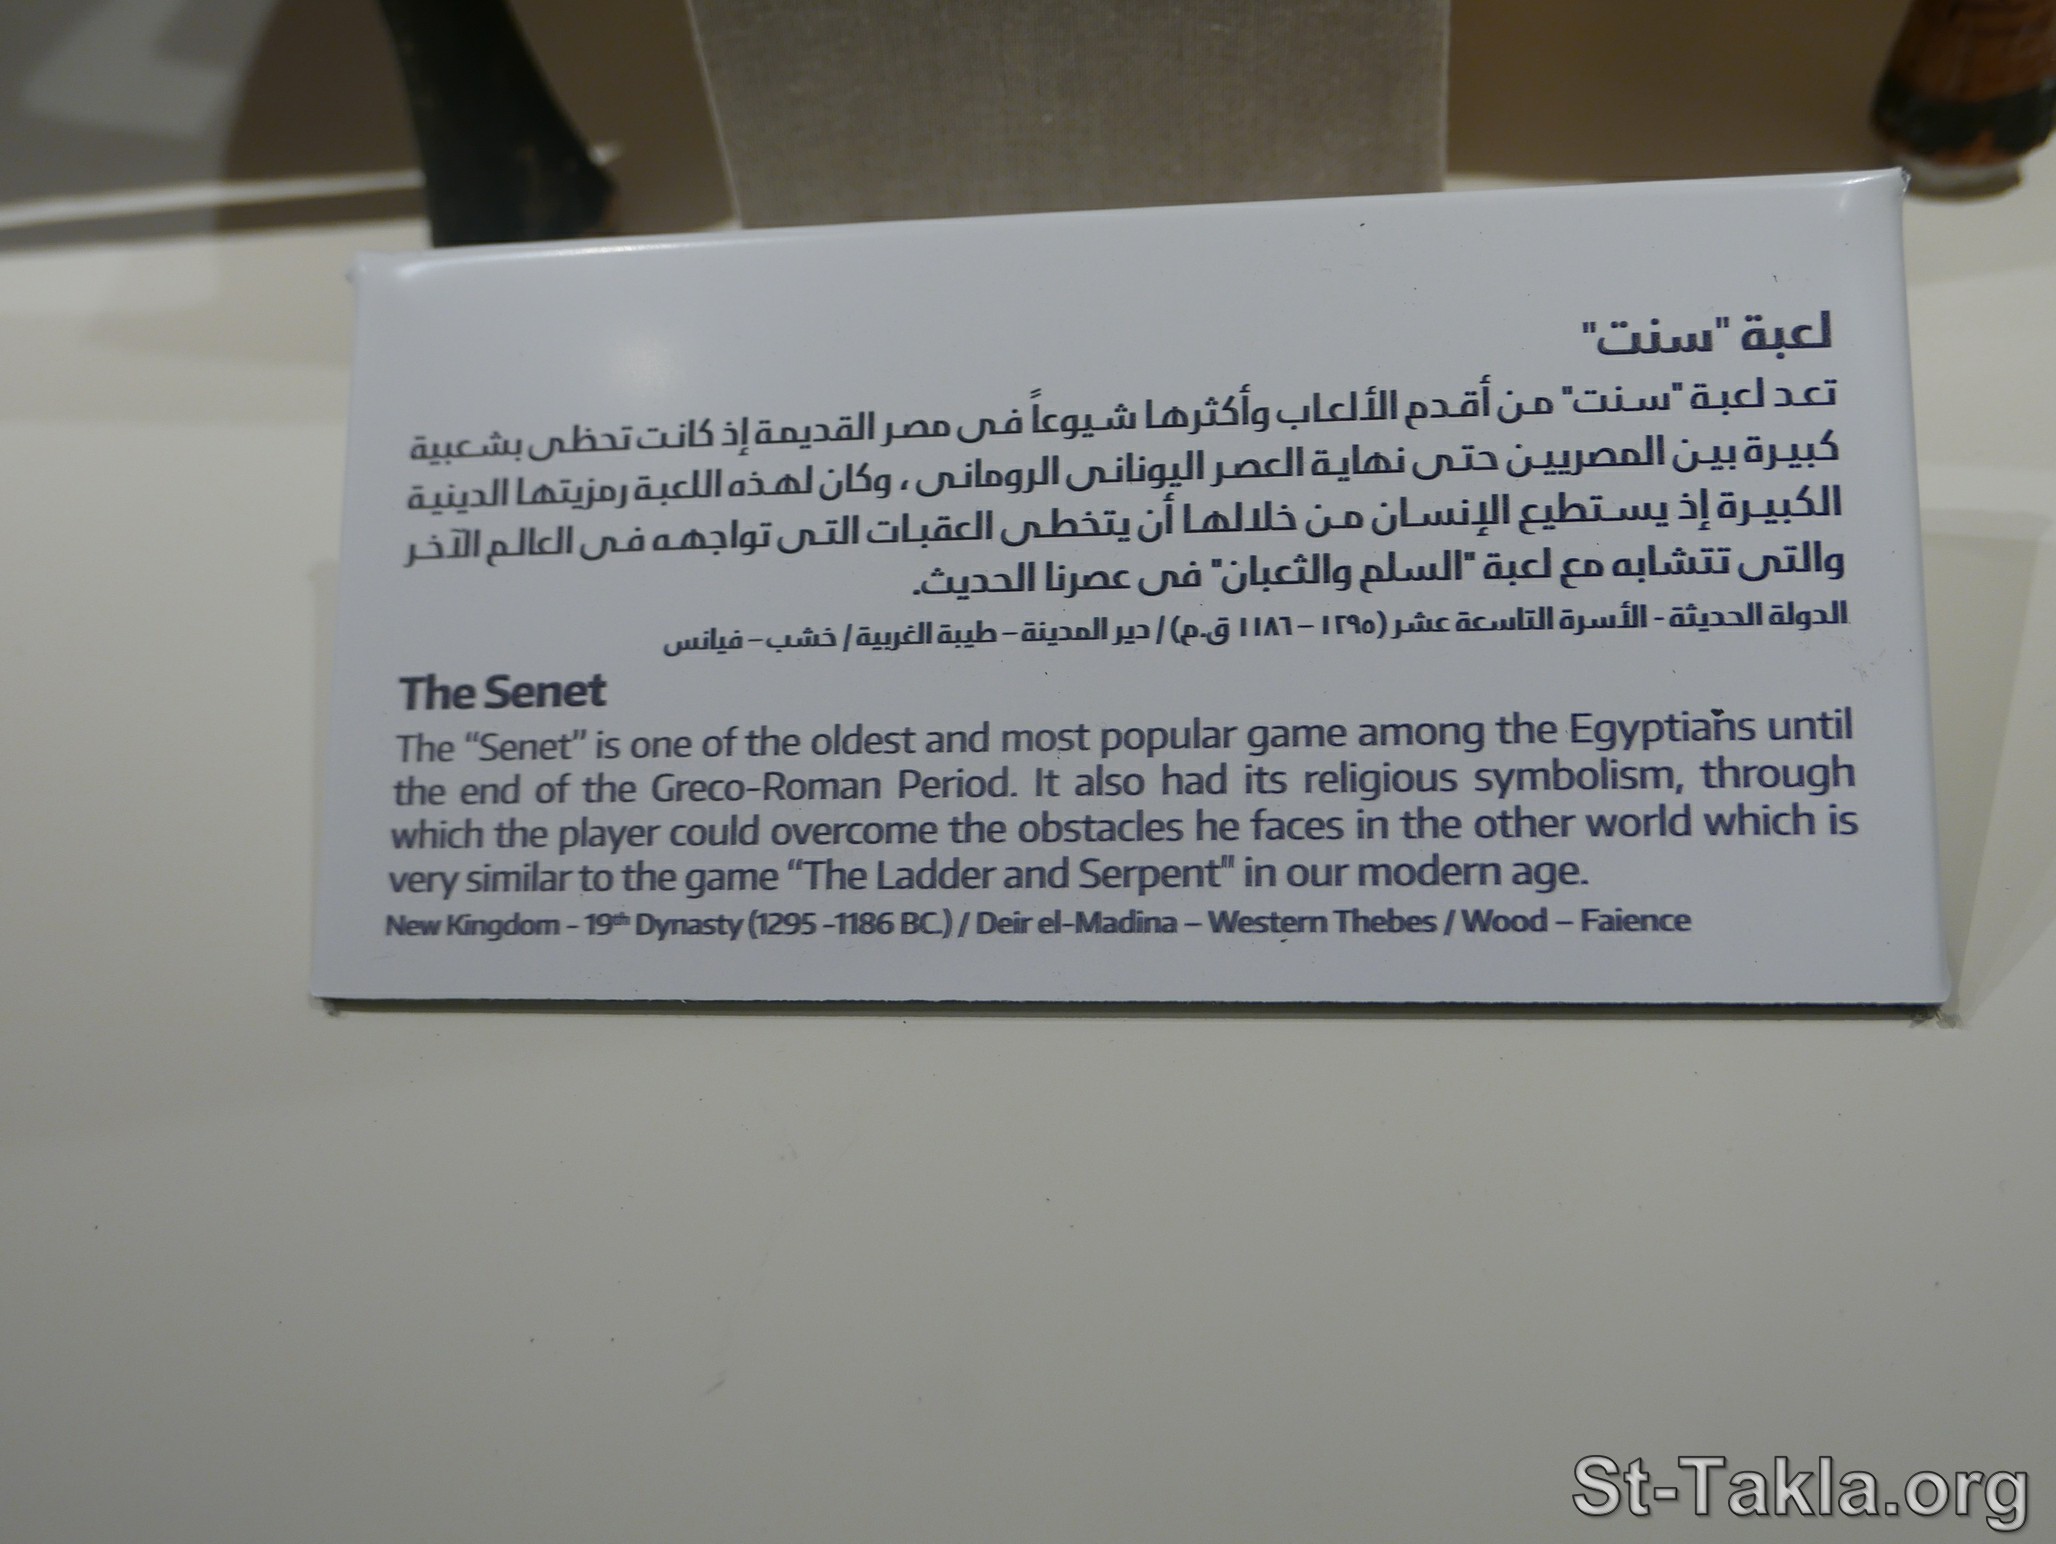 لعبة "سنت"
تعد لعبة "سنت" من أقدم الألعاب وأكثرها شيوعاً فى مصر القديمة إذ كانت تحظى بشعبية
كبيرة بين المصريين حتى نهاية العصر اليونانى الرومانى، وكان لهذه اللعبة رمزيتها الدينية
الكبيرة إذ يستطيع الإنسان من خلالها أن يتخطى العقبات التى تواجهه فى العالم الآخر
والتى تتشابه مع لعبة "السلم والثعبان" فى عصرنا الحديث.
الدولة الحديثة - الأسرة التاسعة عشر (١٢٩٥ – ١١٨٦ ق.م) / دير المدينة – طيبة الغربية / خشب – فيانس
The Senet
The “Senet” is one of the oldest and most popular game among the Egyptians until
the end of the Greco-Roman Period. It also had its religious symbolism, through
which the player could overcome the obstacles he faces in the other world which is
very similar to the game “The Ladder and Serpent"" in our modern age.
New Kingdom - 19th Dynasty (1295 -1186 BC.) / Deir el-Madina – Western Thebes / Wood – Faience
St-Takla.org